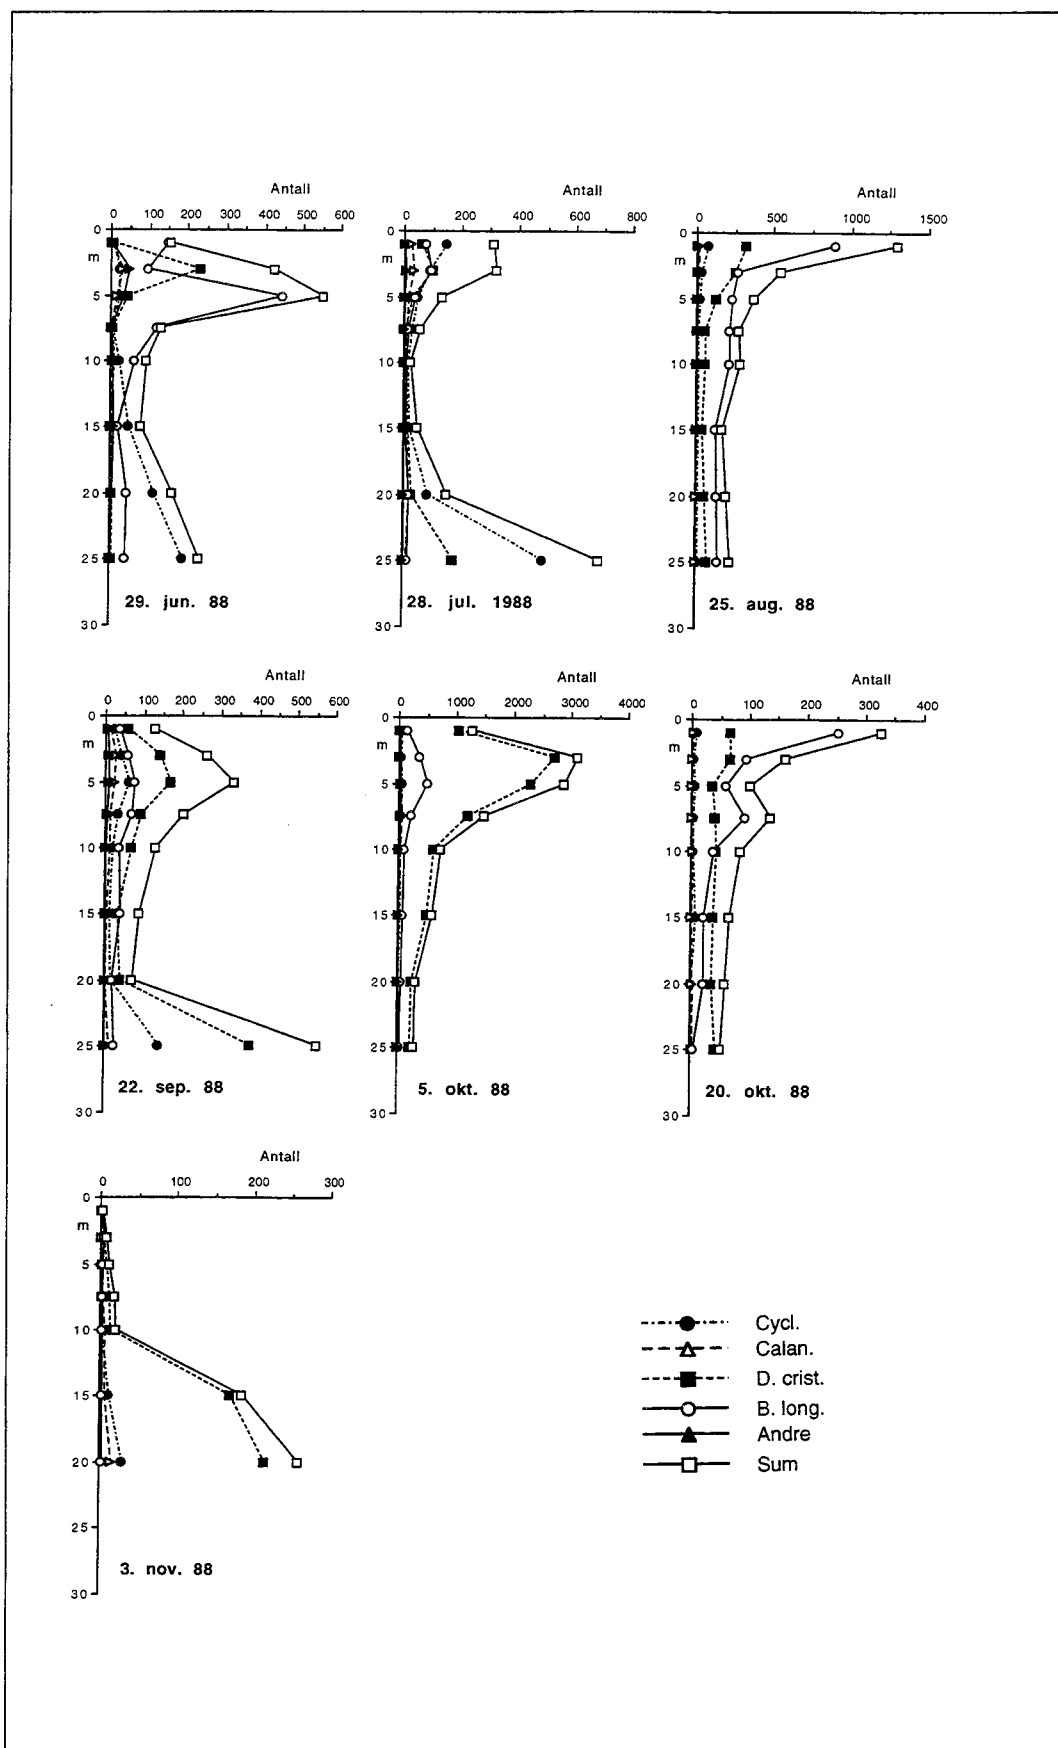 Antall
0 100 200 300 400 500 600
0
m
5
10
15
20
25
30
29. jun. 88
Antall
0 200 400 600 800
0
m
5
10
15
20
25
30
28. jul. 1988
Antall
0 500 1000 1500
0
m
5
10
15
20
25
30
25. aug. 88
Antall
0 100 200 300 400 500 600
0
m
5
10
15
20
25
30
22. sep. 88
Antall
0 1000 2000 3000 4000
0
m
5
10
15
20
25
30
5. okt. 88
Antall
0 100 200 300 400
0
m
5
10
15
20
25
30
20. okt. 88
Antall
0 100 200 300
0
m
5
10
15
20
25
30
3. nov. 88
Cycl.
Calan.
D. crist.
B. long.
Andre
Sum